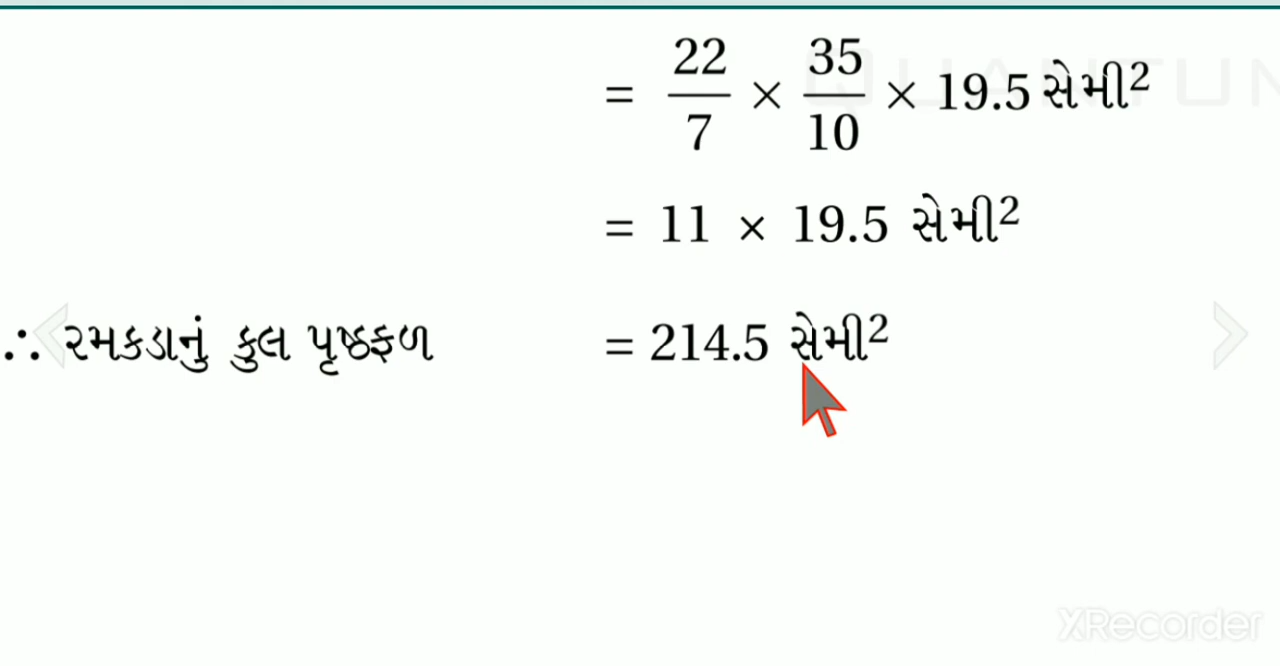 = 22/7 × 35/10 × 19.5 સેમી²
= 11 × 19.5 સેમી²
∴ રમકડાનું કુલ પૃષ્ઠફળ = 214.5 સેમી²
XRecorder